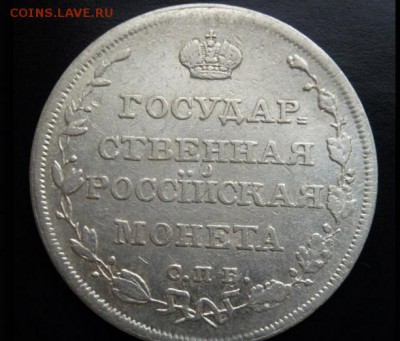 COINS.LAVE.RU
ГОСУДАР=
СТВЕННАЯ
РОССІЙСКАЯ
МОНЕТА
С.П.Б.